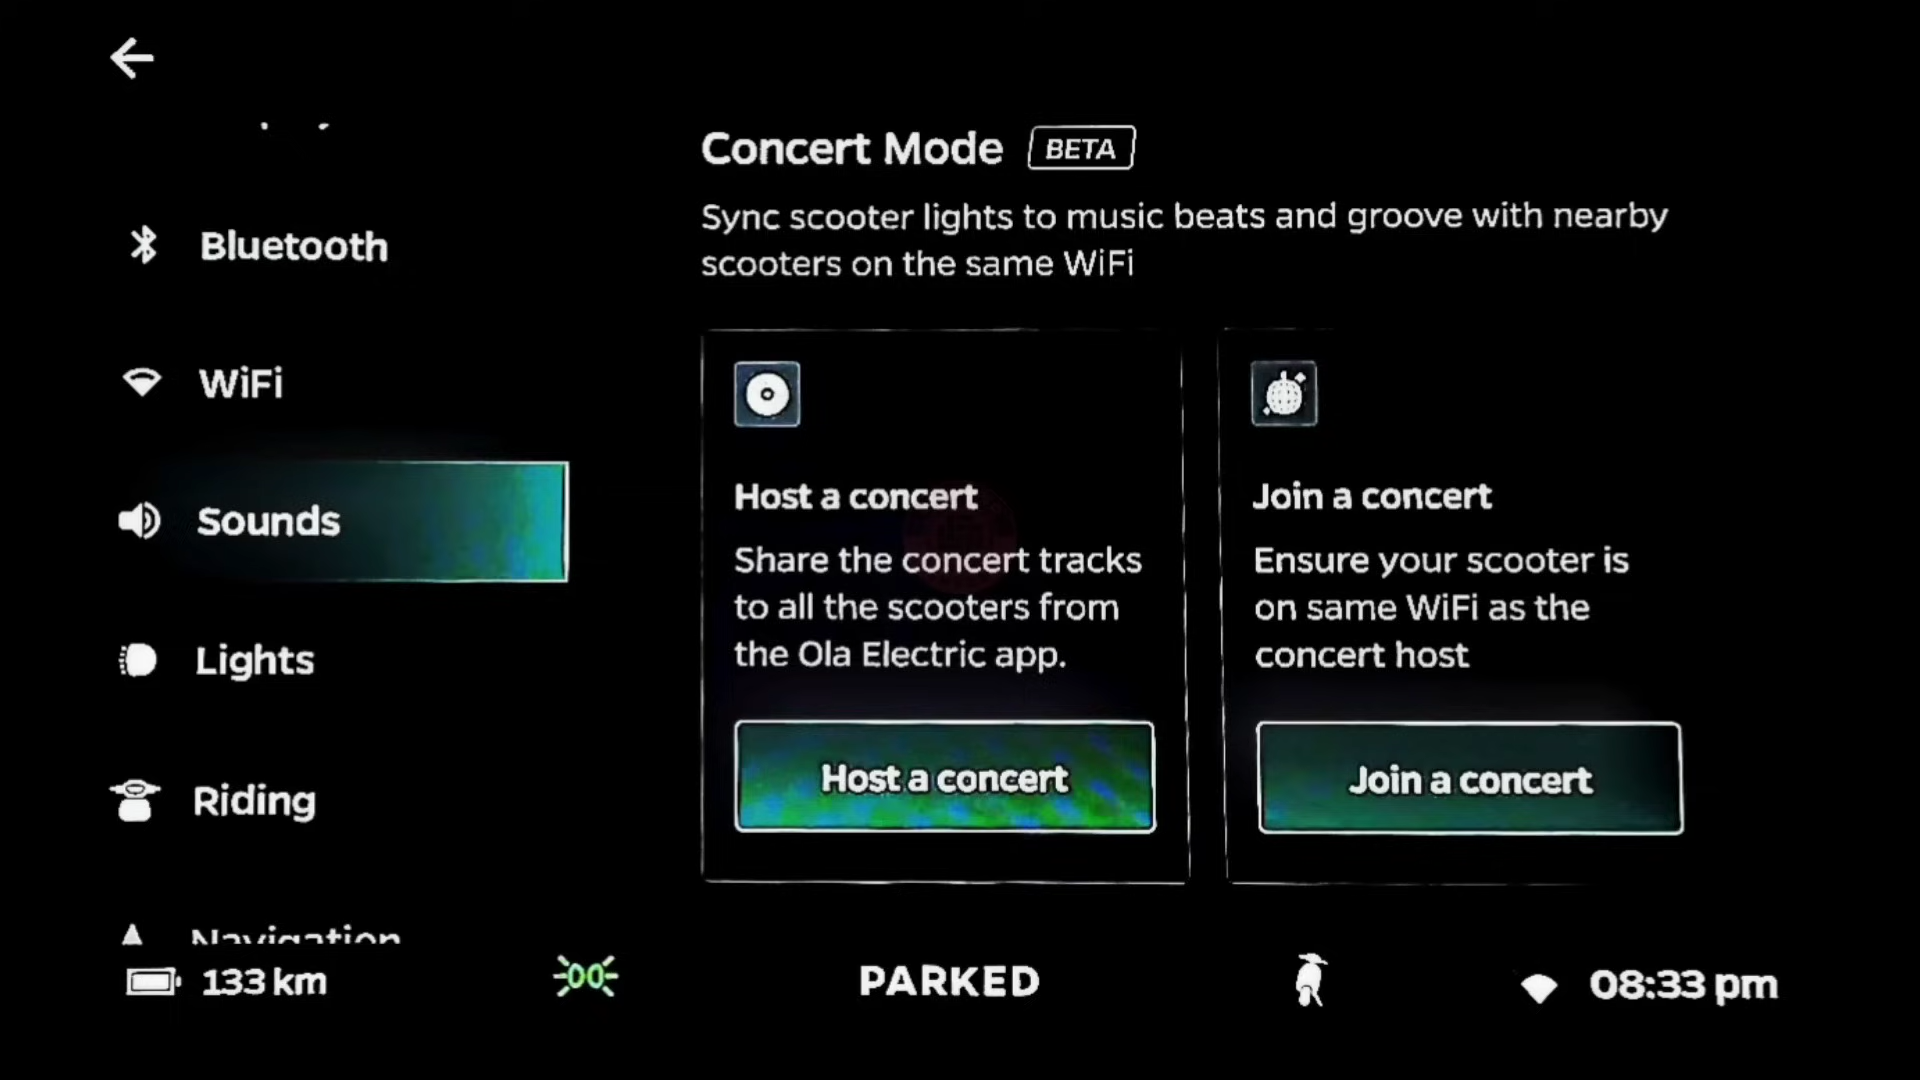 Concert Mode BETA
Sync scooter lights to music beats and groove with nearby
scooters on the same WiFi
Bluetooth
WiFi
Sounds
Lights
Riding
Navigation
Host a concert
Share the concert tracks
to all the scooters from
the Ola Electric app.
Host a concert
Join a concert
Ensure your scooter is
on same WiFi as the
concert host
Join a concert
133 km
PARKED
08:33 pm